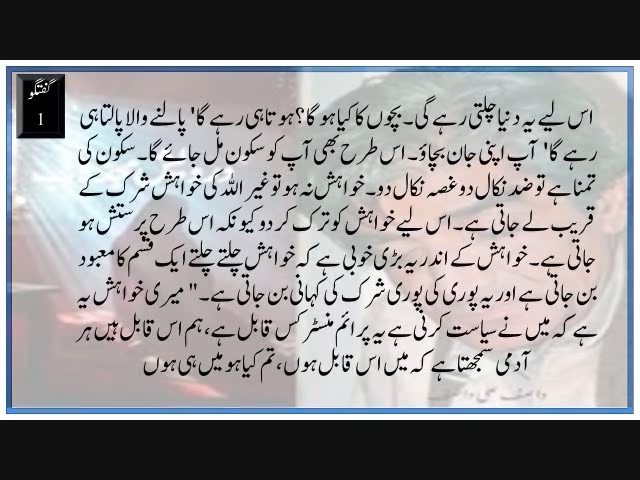 گفتگو
1
اس لیے یہ دنیا چلتی رہے گی۔ بچوں کا کیا ہو گا؟ ہوتا ہی رہے گا' پالنے والا پالتا ہی
رہے گا' آپ اپنی جان بچاؤ۔ اس طرح بھی آپ کو سکون مل جائے گا۔ سکون کی
تمنا ہے تو ضد نکال دو غصہ نکال دو۔ خواہش نہ ہو تو غیر اللہ کی خواہش شرک کے
قریب لے جاتی ہے۔ اس لیے خواہش کو ترک کر دو کیونکہ اس طرح پرستش ہو
جاتی ہے۔ خواہش کے اندر یہ بڑی خوبی ہے کہ خواہش چلتے چلتے ایک قسم کا معبود
بن جاتی ہے اور یہ پوری کی پوری شرک کی کہانی بن جاتی ہے۔" میری خواہش یہ
ہے کہ میں نے سیاست کرنی ہے یہ پرائم منسٹر کس قابل ہے، ہم اس قابل ہیں ہر
آدمی سمجھتا ہے کہ میں اس قابل ہوں، تم کیا ہو میں ہی ہوں
واصف علی واصف